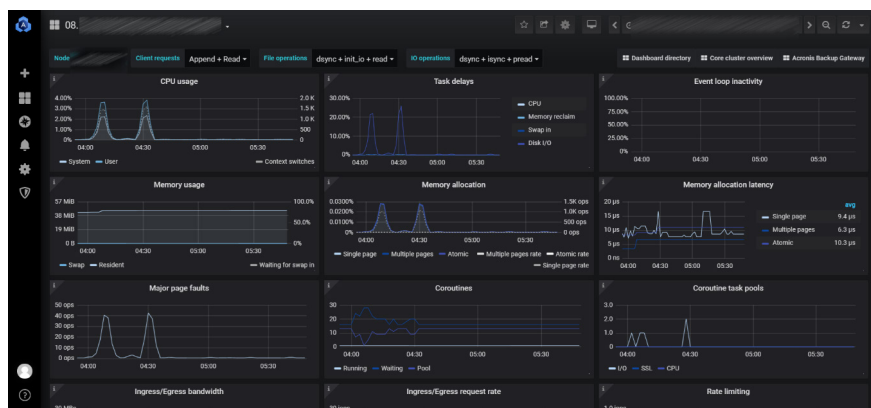 08.
Node Client requests Append + Read File operations dsync + init_io + read IO operations dsync + isync + pread Dashboard directory Core cluster overview Acronis Backup Gateway
CPU usage
4.00%
3.00%
2.00%
1.00%
0%
2.0 K
1.5 K
1.0 K
500
0
04:00 04:30 05:00 05:30
System User Context switches
Task delays
30.00%
20.00%
10.00%
0%
04:00 04:30 05:00 05:30
CPU
Memory reclaim
Swap in
Disk I/O
Event loop inactivity
100.00%
75.00%
50.00%
25.00%
0%
04:00 04:30 05:00 05:30
Memory usage
57 MiB
38 MiB
19 MiB
0 B
100.0%
50.0%
0%
04:00 04:30 05:00 05:30
Swap Resident Waiting for swap in
Memory allocation
0.0300%
0.0200%
0.0100%
0%
1.5K ops
1.0K ops
500 ops
0 ops
04:00 04:30 05:00 05:30
Single page Multiple pages Atomic Multiple pages rate Atomic rate
Single page rate
Memory allocation latency
20 µs
15 µs
10 µs
5 µs
0 ns
04:00 04:30 05:00 05:30
avg
Single page 9.4 µs
Multiple pages 6.3 µs
Atomic 10.3 µs
Major page faults
50 ops
40 ops
30 ops
20 ops
10 ops
0 ops
04:00 04:30 05:00 05:30
Coroutines
30
20
10
0
04:00 04:30 05:00 05:30
Running Waiting Pool
Coroutine task pools
3.0
2.0
1.0
0
04:00 04:30 05:00 05:30
I/O SSL CPU
Ingress/Egress bandwidth
Ingress/Egress request rate
Rate limiting